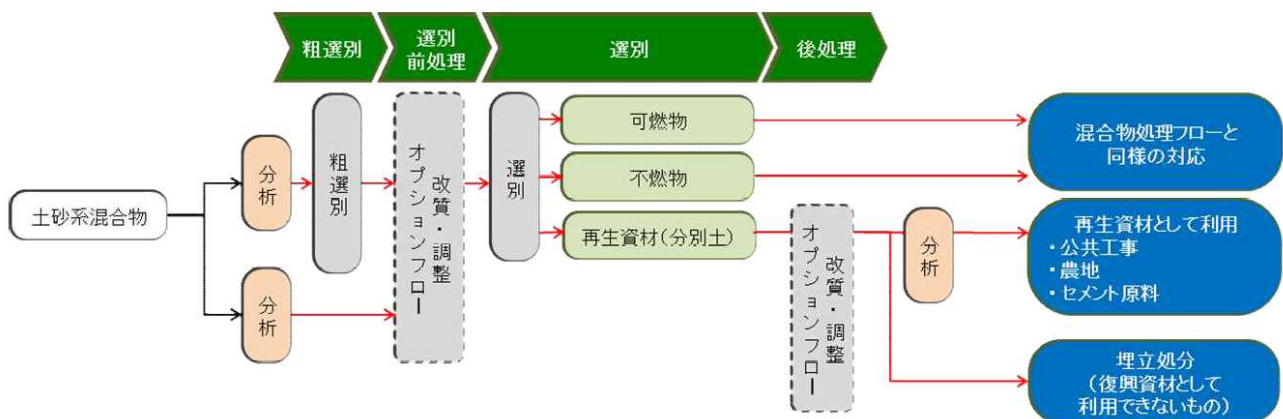 粗選別
選別
前処理
選別
後処理
土砂系混合物
分析
分析
粗選別
改質・調整
オプションフロー
選別
可燃物
不燃物
再生資材(分別土)
改質・調整
オプションフロー
分析
混合物処理フローと
同様の対応
再生資材として利用
・公共工事
・農地
・セメント原料
埋立処分
(復興資材として
利用できないもの)